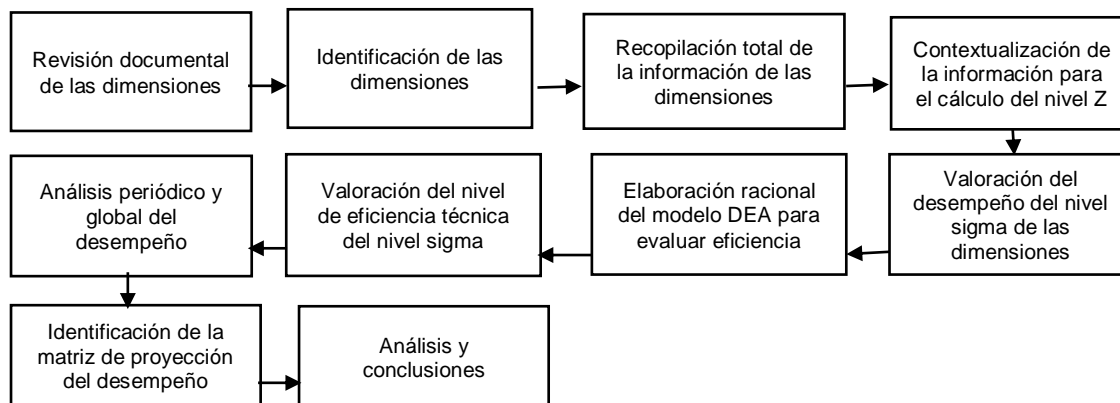 Revisión documental
de las dimensiones
Identificación de las
dimensiones
Recopilación total de
la información de las
dimensiones
Contextualización de
la información para
el cálculo del nivel Z
Valoración del
desempeño del nivel
sigma de las
dimensiones
Elaboración racional
del modelo DEA para
evaluar eficiencia
Valoración del nivel
de eficiencia técnica
del nivel sigma
Análisis periódico y
global del
desempeño
Identificación de la
matriz de proyección
del desempeño
Análisis y
conclusiones